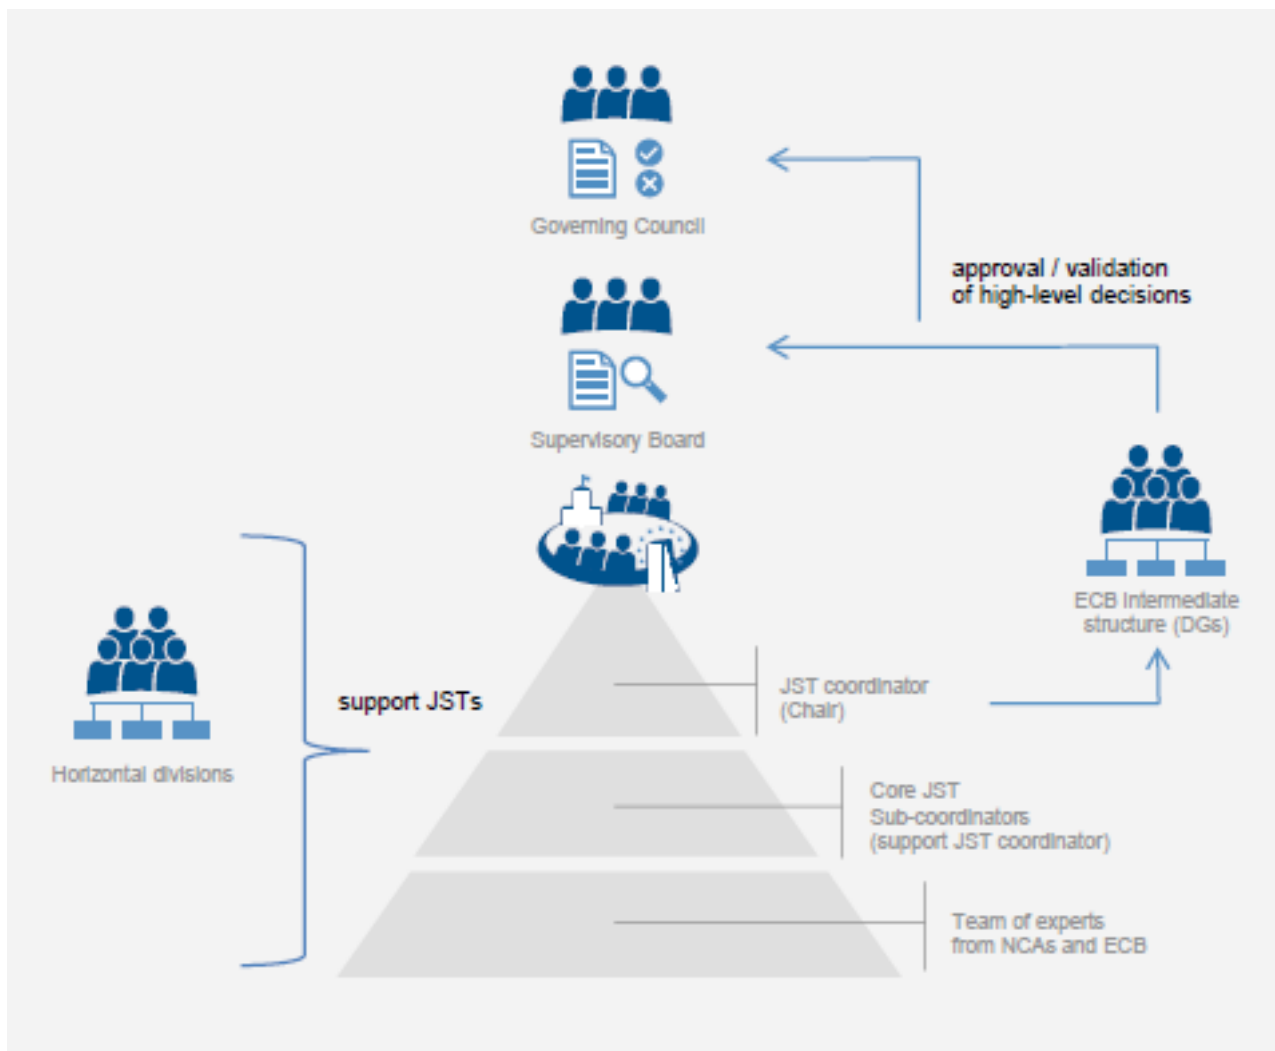 Governing Council
approval / validation
of high-level decisions
Supervisory Board
ECB intermediate
structure (DGs)
support JSTs
JST coordinator
(Chair)
Horizontal divisions
Core JST
Sub-coordinators
(support JST coordinator)
Team of experts
from NCAs and ECB